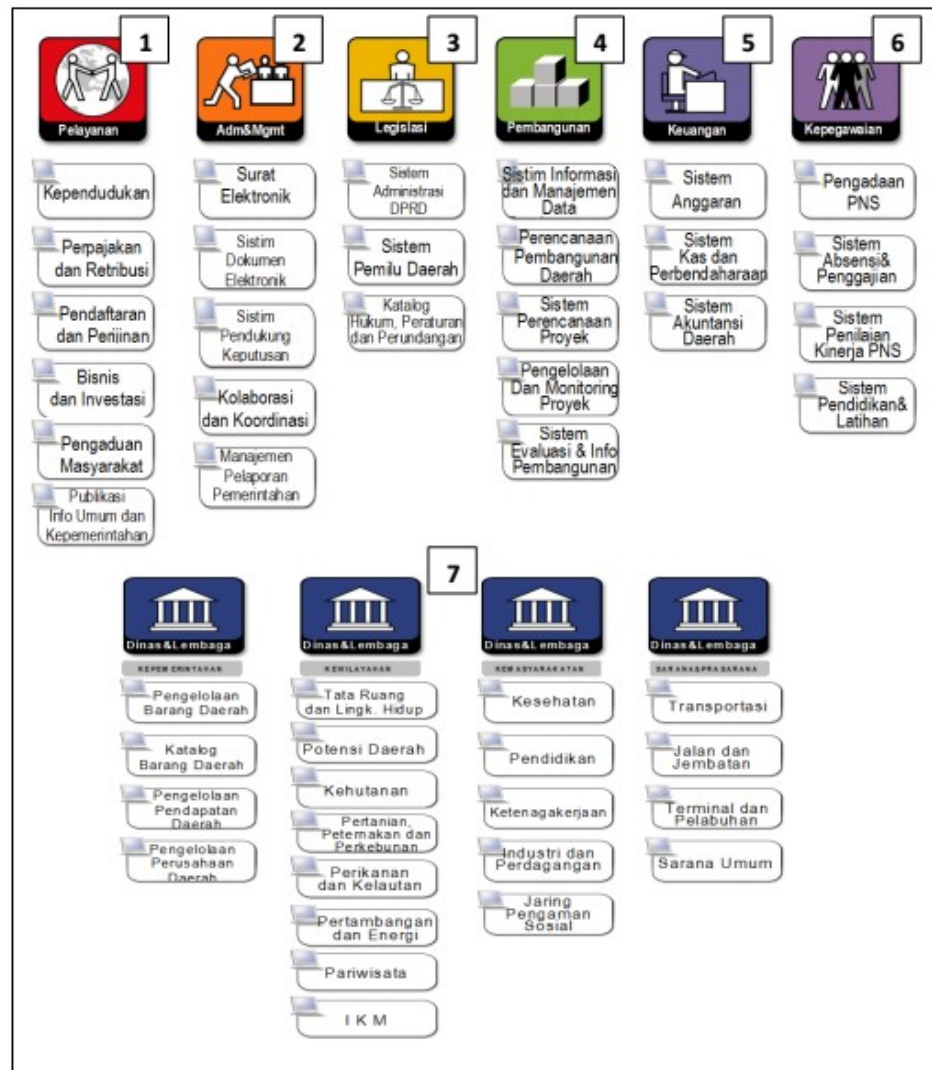 1
Pelayanan
Kependudukan
Perpajakan
dan Retribusi
Pendaftaran
dan Perijinan
Bisnis
dan Investasi
Pengaduan
Masyarakat
Publikasi
Info Umum dan
Kepemerintahan
2
Adm&Mgmt
Surat
Elektronik
Sistim
Dokumen
Elektronik
Sistim
Pendukung
Keputusan
Kolaborasi
dan Koordinasi
Manajemen
Pelaporan
Pemerintahan
3
Legislasi
Sistem
Administrasi
DPRD
Sistem
Pemilu Daerah
Katalog
Hukum, Peraturan
dan Perundangan
4
Pembangunan
Sistim Informasi
dan Manajemen
Data
Perencanaan
Pembangunan
Daerah
Sistem
Perencanaan
Proyek
Pengelolaan
Dan Monitoring
Proyek
Sistem
Evaluasi & Info
Pembangunan
5
Keuangan
Sistem
Anggaran
Sistem
Kas dan
Perbendaharaan
Sistem
Akuntansi
Daerah
6
Kepegawaian
Pengadaan
PNS
Sistem
Absensi&
Penggajian
Sistem
Penilaian
Kinerja PNS
Sistem
Pendidikan&
Latihan
7
Dinas&Lembaga
KEPEMERINTAHAN
Pengelolaan
Barang Daerah
Katalog
Barang Daerah
Pengelolaan
Pendapatan
Daerah
Pengelolaan
Perusahaan
Daerah
Dinas&Lembaga
KEWILAYAHAN
Tata Ruang
dan Lingk. Hidup
Potensi Daerah
Kehutanan
Pertanian,
Peternakan dan
Perkebunan
Perikanan
dan Kelautan
Pertambangan
dan Energi
Pariwisata
I K M
Dinas&Lembaga
KEMASYARAKATAN
Kesehatan
Pendidikan
Ketenagakerjaan
Industri dan
Perdagangan
Jaring
Pengaman
Sosial
Dinas&Lembaga
SARANA&PRASARANA
Transportasi
Jalan dan
Jembatan
Terminal dan
Pelabuhan
Sarana Umum